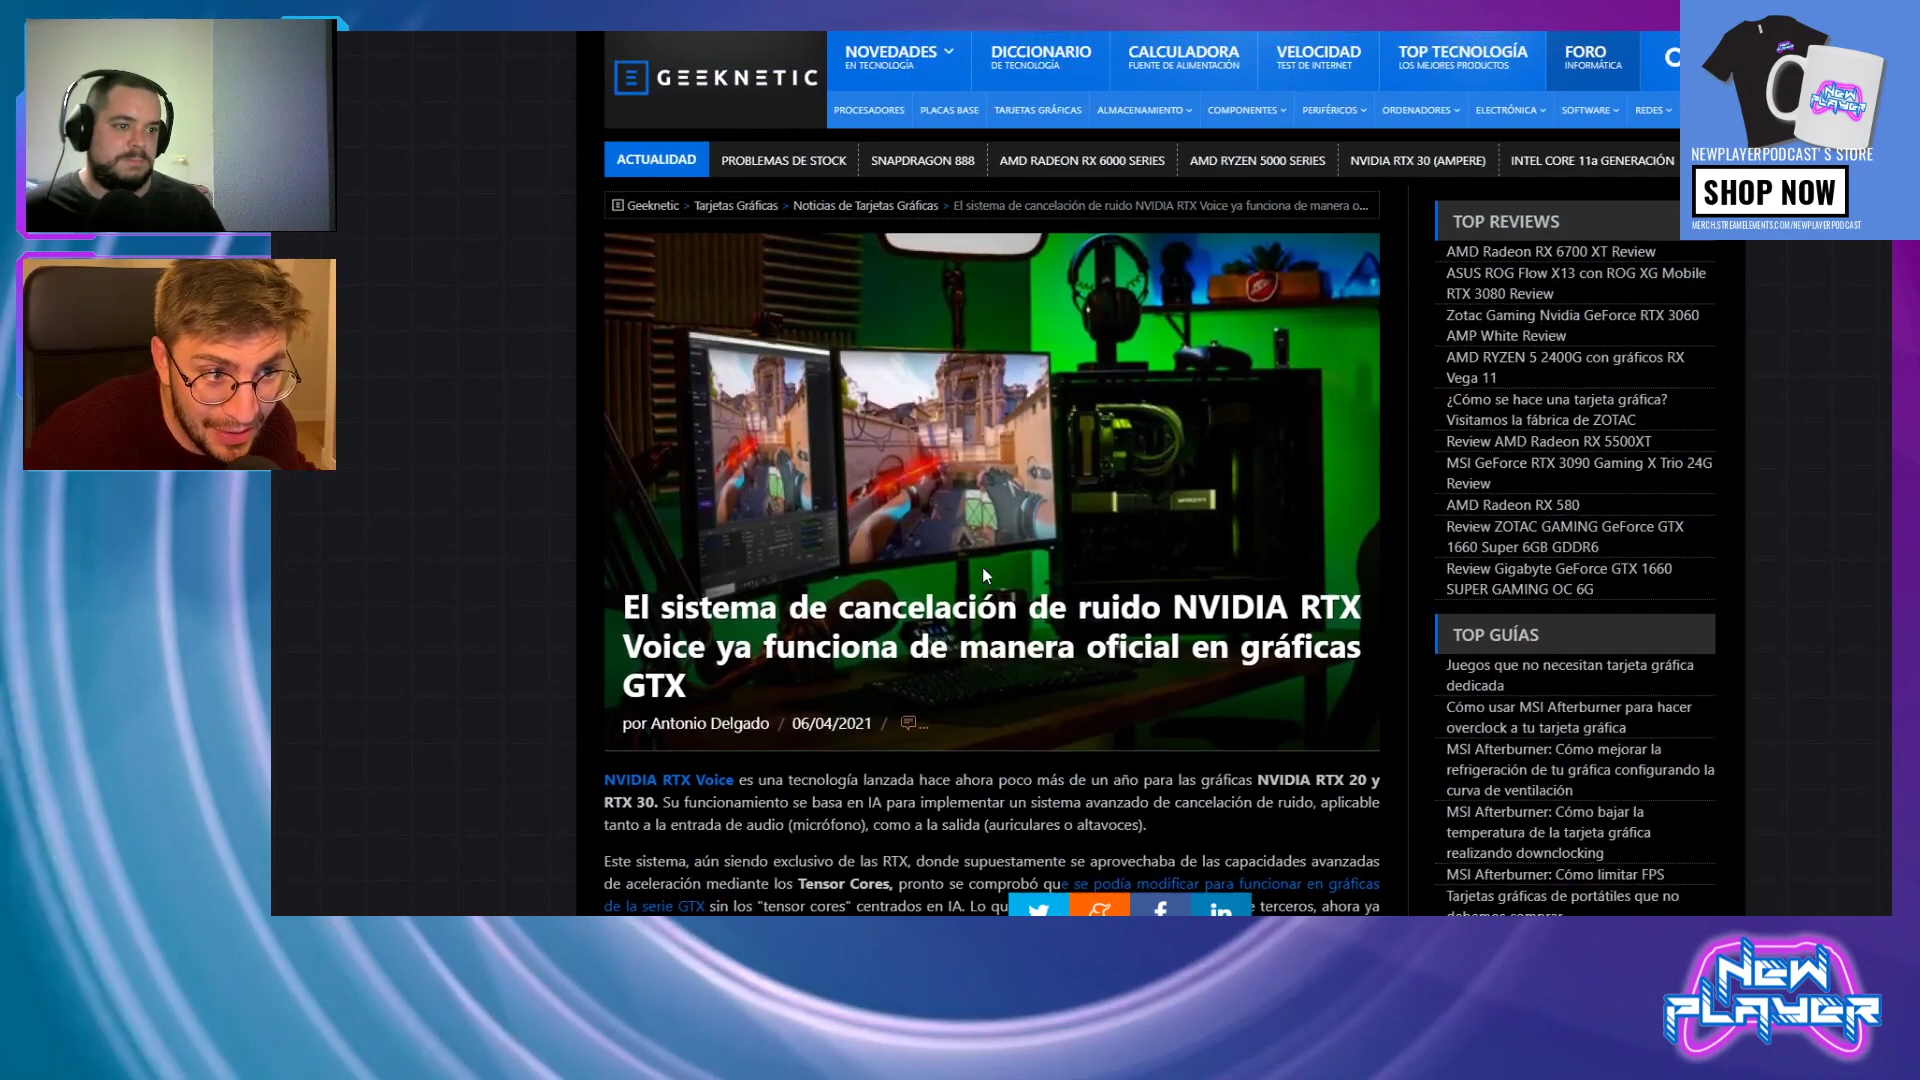 GEEKNETIC
NOVEDADES
EN TECNOLOGÍA
DICCIONARIO
DE TECNOLOGÍA
CALCULADORA
FUENTE DE ALIMENTACIÓN
VELOCIDAD
TEST DE INTERNET
TOP TECNOLOGÍA
LOS MEJORES PRODUCTOS
FORO
INFORMÁTICA
PROCESADORES
PLACAS BASE
TARJETAS GRÁFICAS
ALMACENAMIENTO
COMPONENTES
PERIFÉRICOS
ORDENADORES
ELECTRÓNICA
SOFTWARE
REDES
ACTUALIDAD
PROBLEMAS DE STOCK
SNAPDRAGON 888
AMD RADEON RX 6000 SERIES
AMD RYZEN 5000 SERIES
NVIDIA RTX 30 (AMPERE)
INTEL CORE 11a GENERACIÓN
Geeknetic > Tarjetas Gráficas > Noticias de Tarjetas Gráficas > El sistema de cancelación de ruido NVIDIA RTX Voice ya funciona de manera o...
El sistema de cancelación de ruido NVIDIA RTX
Voice ya funciona de manera oficial en gráficas
GTX
por Antonio Delgado / 06/04/2021 / ...
NVIDIA RTX Voice es una tecnología lanzada hace ahora poco más de un año para las gráficas NVIDIA RTX 20 y
RTX 30. Su funcionamiento se basa en IA para implementar un sistema avanzado de cancelación de ruido, aplicable
tanto a la entrada de audio (micrófono), como a la salida (auriculares o altavoces).
Este sistema, aún siendo exclusivo de las RTX, donde supuestamente se aprovechaba de las capacidades avanzadas
de aceleración mediante los Tensor Cores, pronto se comprobó que se podía modificar para funcionar en gráficas
de la serie GTX sin los "tensor cores" centrados en IA. Lo qu
e terceros, ahora ya
TOP REVIEWS
AMD Radeon RX 6700 XT Review
ASUS ROG Flow X13 con ROG XG Mobile
RTX 3080 Review
Zotac Gaming Nvidia GeForce RTX 3060
AMP White Review
AMD RYZEN 5 2400G con gráficos RX
Vega 11
¿Cómo se hace una tarjeta gráfica?
Visitamos la fábrica de ZOTAC
Review AMD Radeon RX 5500XT
MSI GeForce RTX 3090 Gaming X Trio 24G
Review
AMD Radeon RX 580
Review ZOTAC GAMING GeForce GTX
1660 Super 6GB GDDR6
Review Gigabyte GeForce GTX 1660
SUPER GAMING OC 6G
TOP GUÍAS
Juegos que no necesitan tarjeta gráfica
dedicada
Cómo usar MSI Afterburner para hacer
overclock a tu tarjeta gráfica
MSI Afterburner: Cómo mejorar la
refrigeración de tu gráfica configurando la
curva de ventilación
MSI Afterburner: Cómo bajar la
temperatura de la tarjeta gráfica
realizando downclocking
MSI Afterburner: Cómo limitar FPS
Tarjetas gráficas de portátiles que no
debemos comprar
NEW
PLAYER
NEWPLAYERPODCAST'S STORE
SHOP NOW
MERCH.STREAMELEMENTS.COM/NEWPLAYERPODCAST
NEW
PLAYER